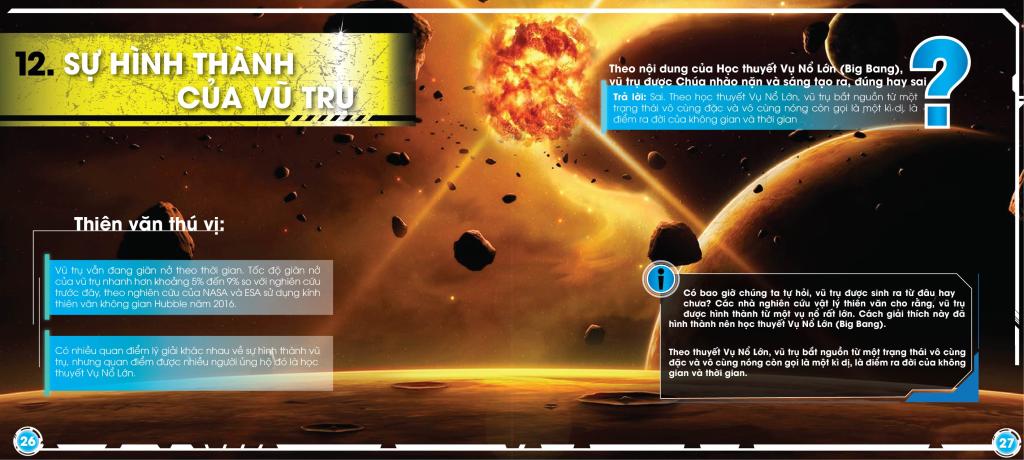 12. SỰ HÌNH THÀNH
CỦA VŨ TRỤ
Thiên văn thú vị:
Vũ trụ vẫn đang giãn nở theo thời gian. Tốc độ giãn nở
của vũ trụ nhanh hơn khoảng 5% đến 9% so với nghiên cứu
trước đây, theo nghiên cứu của NASA và ESA sử dụng kính
thiên văn không gian Hubble năm 2016.
Có nhiều quan điểm lý giải khác nhau về sự hình thành vũ
trụ, nhưng quan điểm được nhiều người ủng hộ đó là học
thuyết Vụ Nổ Lớn.
26
Theo nội dung của Học thuyết Vụ Nổ Lớn (Big Bang),
vũ trụ được Chúa nhào nặn và sáng tạo ra, đúng hay sai
?
Trả lời: Sai. Theo học thuyết Vụ Nổ Lớn, vũ trụ bắt nguồn từ một
trạng thái vô cùng đặc và vô cùng nóng còn gọi là một kì dị, là
điểm ra đời của không gian và thời gian
i
Có bao giờ chúng ta tự hỏi, vũ trụ được sinh ra từ đâu hay
chưa? Các nhà nghiên cứu vật lý thiên văn cho rằng, vũ trụ
được hình thành từ một vụ nổ rất lớn. Cách giải thích này đã
hình thành nên học thuyết Vụ Nổ Lớn (Big Bang).
Theo thuyết Vụ Nổ Lớn, vũ trụ bắt nguồn từ một trạng thái vô cùng
đặc và vô cùng nóng còn gọi là một kì dị, là điểm ra đời của không
gian và thời gian.
27